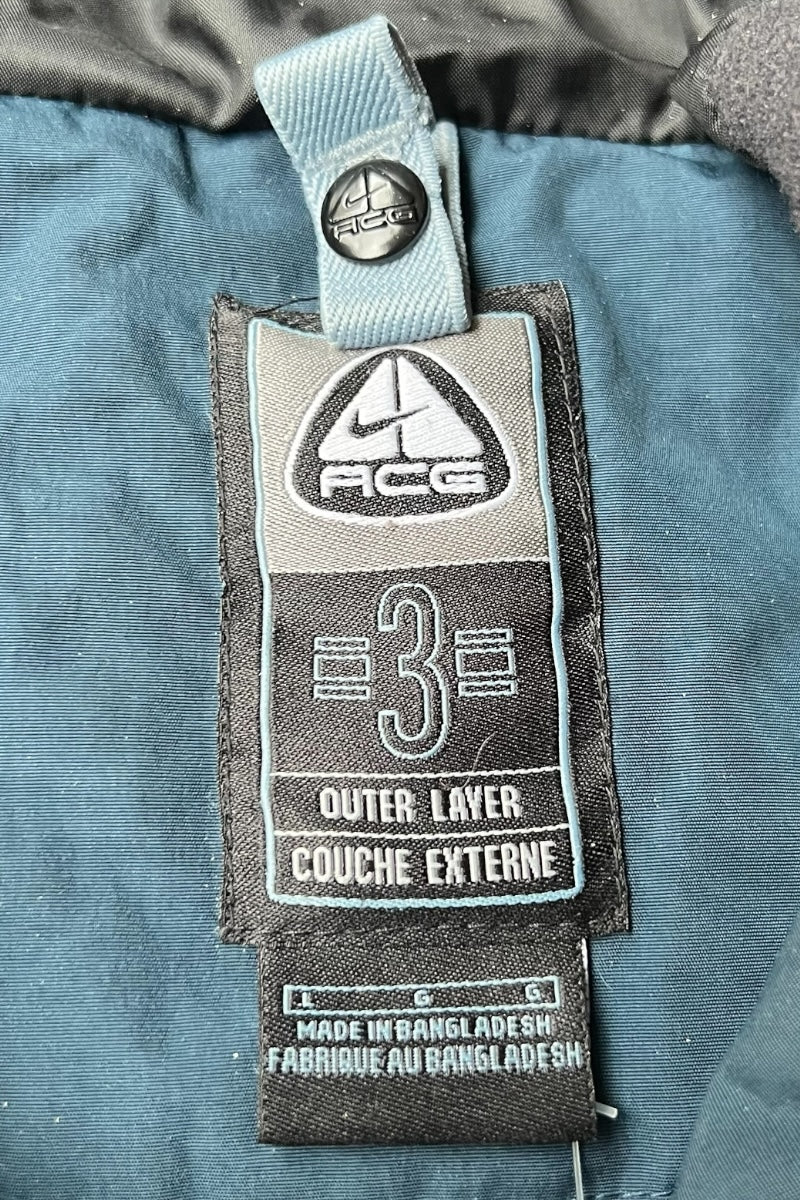 ACG
ACG
3
OUTER LAYER
COUCHE EXTERNE
L G G
MADE IN BANGLADESH
FABRIQUE AU BANGLADESH